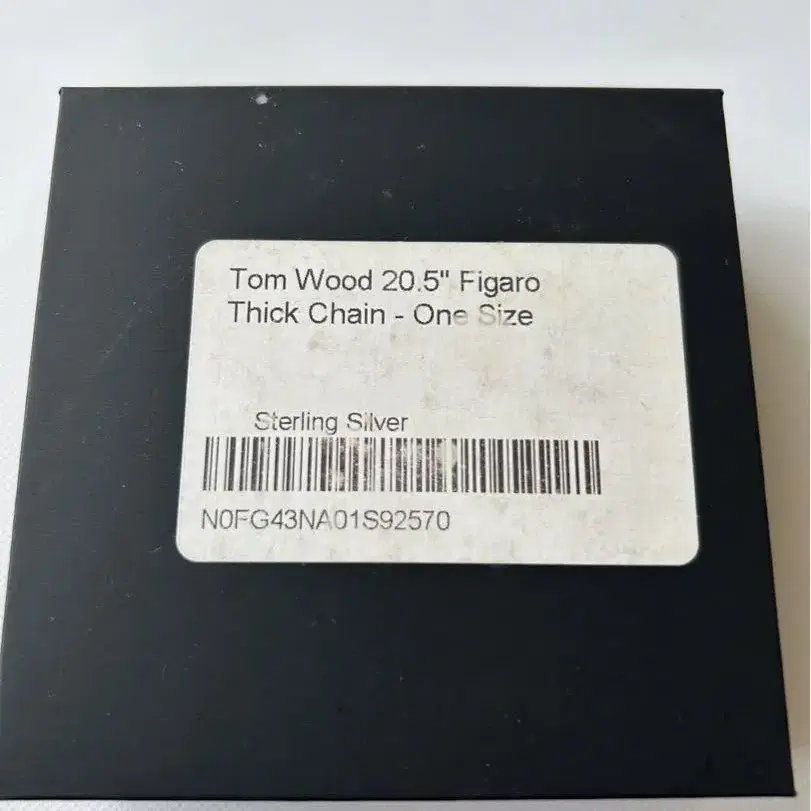 Tom Wood 20.5" Figaro
Thick Chain - One Size
Sterling Silver
N0FG43NA01S92570